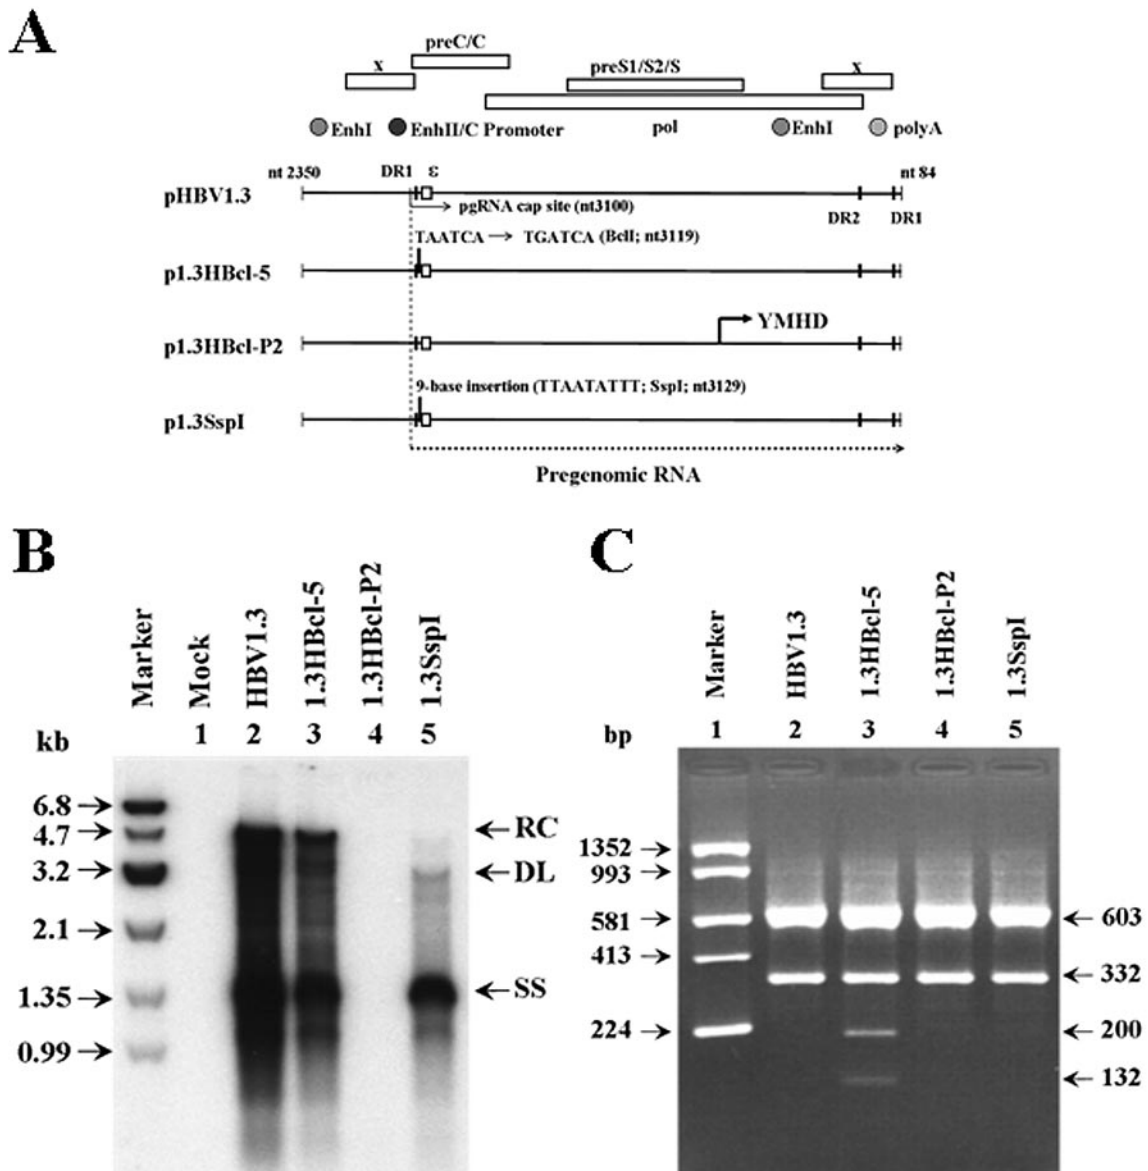 A
preC/C
x
preS1/S2/S
x
EnhI
EnhII/C Promoter
pol
EnhI
polyA
nt 2350
DR1
ε
nt 84
pHBV1.3
pgRNA cap site (nt3100)
DR2
DR1
TAATCA → TGATCA (BclI; nt3119)
p1.3HBcl-5
YMHD
p1.3HBcl-P2
9-base insertion (TTAATATTT; SspI; nt3129)
p1.3SspI
Pregenomic RNA
B
Marker
Mock
HBV1.3
1.3HBcl-5
1.3HBcl-P2
1.3SspI
kb
1 2 3 4 5
6.8
4.7
3.2
2.1
1.35
0.99
RC
DL
SS
C
Marker
HBV1.3
1.3HBcl-5
1.3HBcl-P2
1.3SspI
bp
1 2 3 4 5
1352
993
581
413
224
603
332
200
132